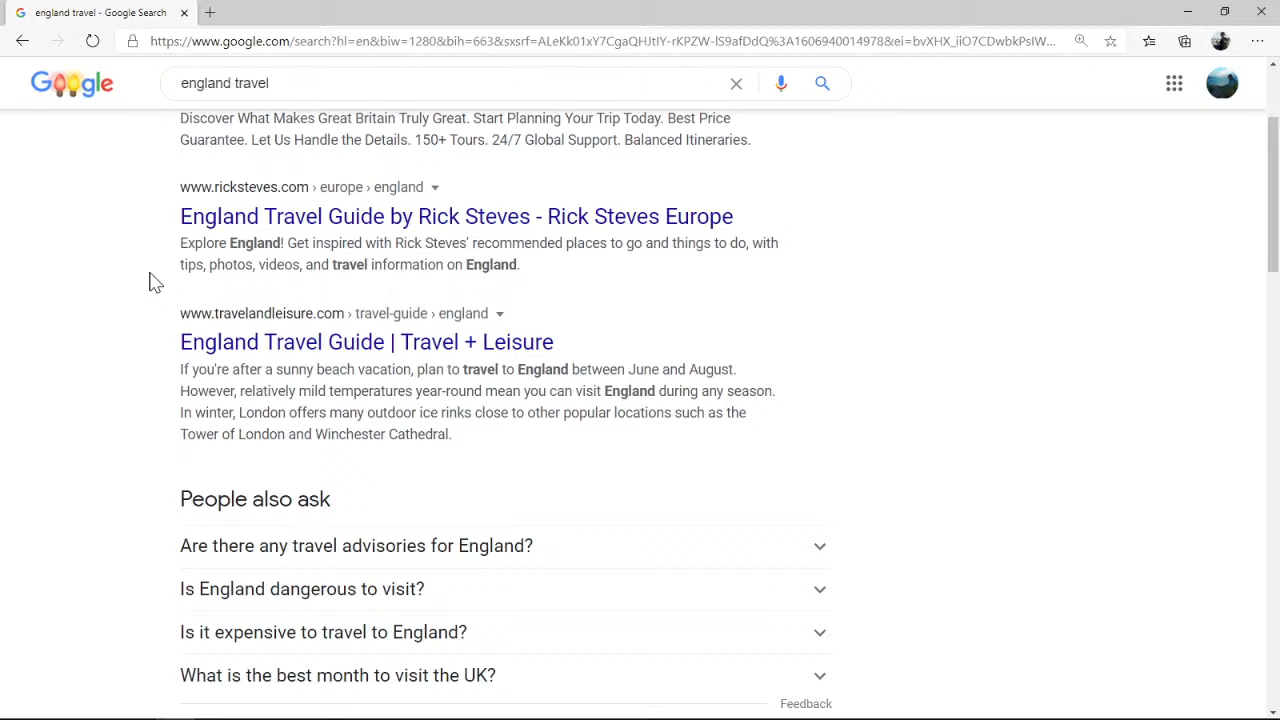 england travel - Google Search
https://www.google.com/search?hl=en&biw=1280&bih=663&sxsrf=ALeKk01xY7CgaQHJtIY-rKPZW-lS9afDdQ%3A1606940014978&ei=bvXHX_iiO7CDwbkPsIW...
Google
england travel
Discover What Makes Great Britain Truly Great. Start Planning Your Trip Today. Best Price
Guarantee. Let Us Handle the Details. 150+ Tours. 24/7 Global Support. Balanced Itineraries.
www.ricksteves.com › europe › england
England Travel Guide by Rick Steves - Rick Steves Europe
Explore England! Get inspired with Rick Steves' recommended places to go and things to do, with
tips, photos, videos, and travel information on England.
www.travelandleisure.com › travel-guide › england
England Travel Guide | Travel + Leisure
If you're after a sunny beach vacation, plan to travel to England between June and August.
However, relatively mild temperatures year-round mean you can visit England during any season.
In winter, London offers many outdoor ice rinks close to other popular locations such as the
Tower of London and Winchester Cathedral.
People also ask
Are there any travel advisories for England?
Is England dangerous to visit?
Is it expensive to travel to England?
What is the best month to visit the UK?
Feedback